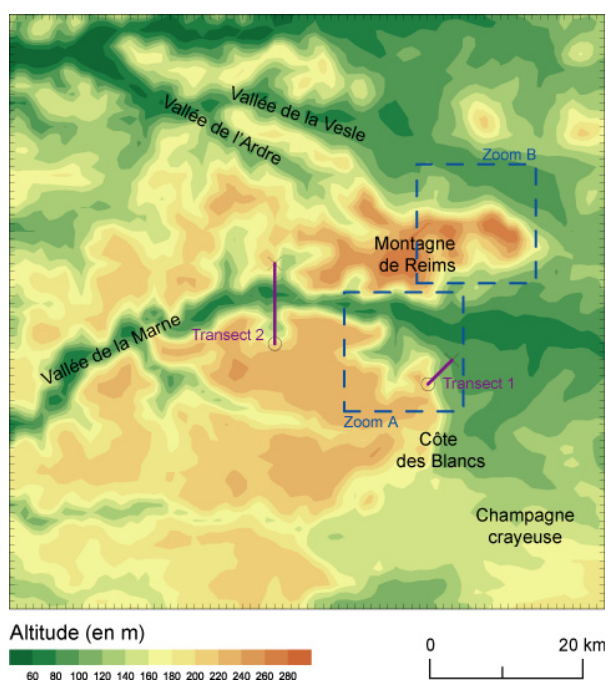 Vallée de la Vesle
Vallée de l'Ardre
Zoom B
Montagne
de Reims
Vallée de la Marne
Transect 2
Transect 1
Zoom A
Côte
des Blancs
Champagne
crayeuse
Altitude (en m)
60 80 100 120 140 160 180 200 220 240 260 280
0 20 km